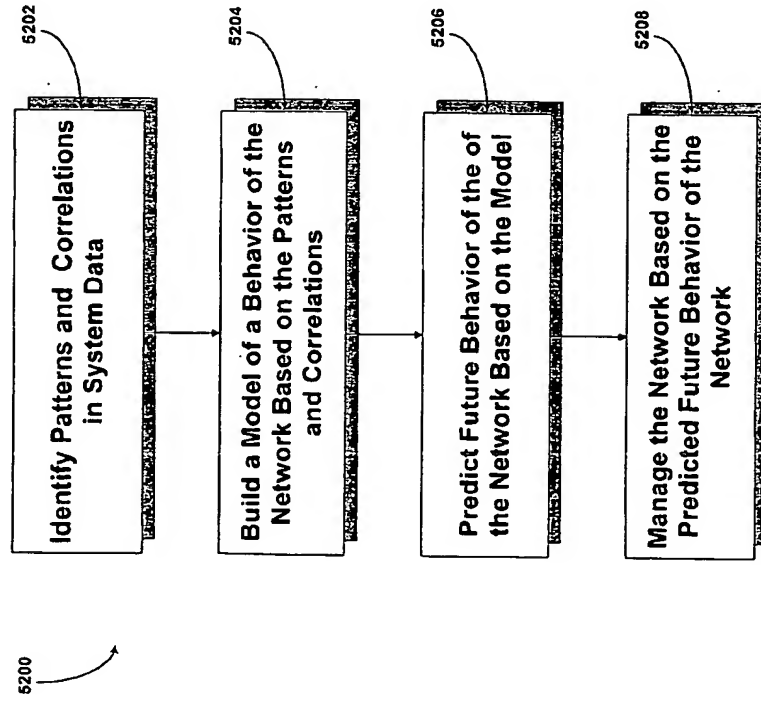 5200
5202
Identify Patterns and Correlations
in System Data
5204
Build a Model of a Behavior of the
Network Based on the Patterns
and Correlations
5206
Predict Future Behavior of the of
the Network Based on the Model
5208
Manage the Network Based on the
Predicted Future Behavior of the
Network